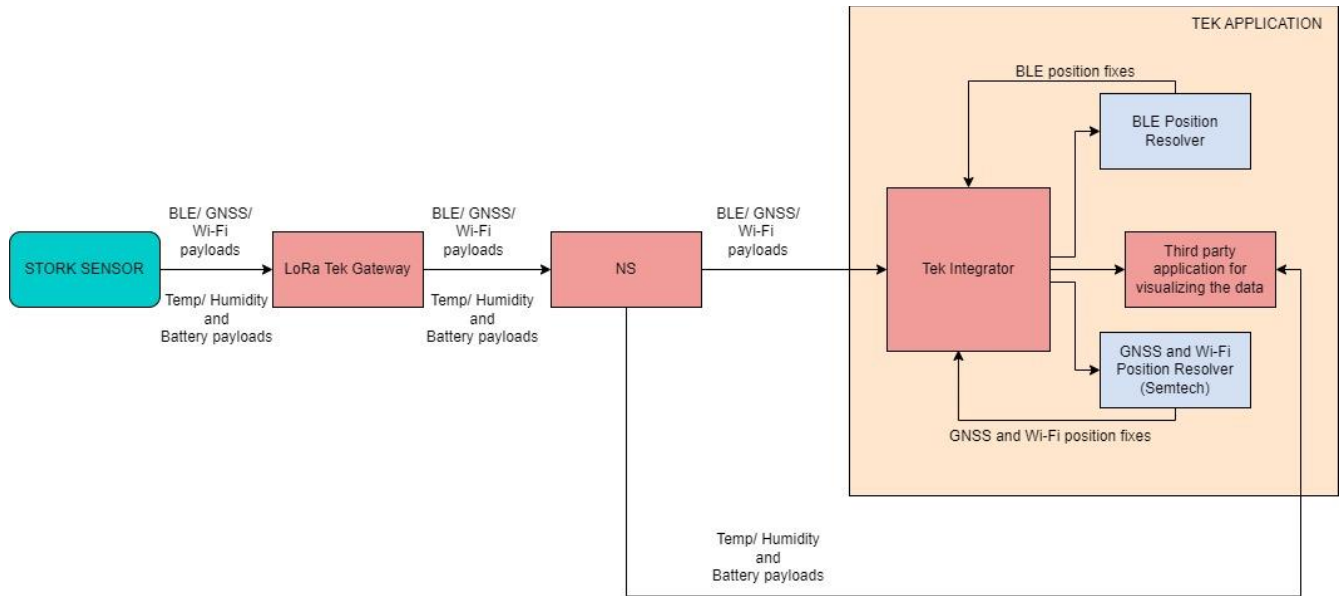 TEK APPLICATION
BLE position fixes
BLE Position
Resolver
BLE/ GNSS/
Wi-Fi
payloads
BLE/ GNSS/
Wi-Fi
payloads
BLE/ GNSS/
Wi-Fi
payloads
STORK SENSOR
LoRa Tek Gateway
NS
Tek Integrator
Third party
application for
visualizing the data
Temp/ Humidity
and
Battery payloads
Temp/ Humidity
and
Battery payloads
GNSS and Wi-Fi
Position Resolver
(Semtech)
GNSS and Wi-Fi position fixes
Temp/ Humidity
and
Battery payloads